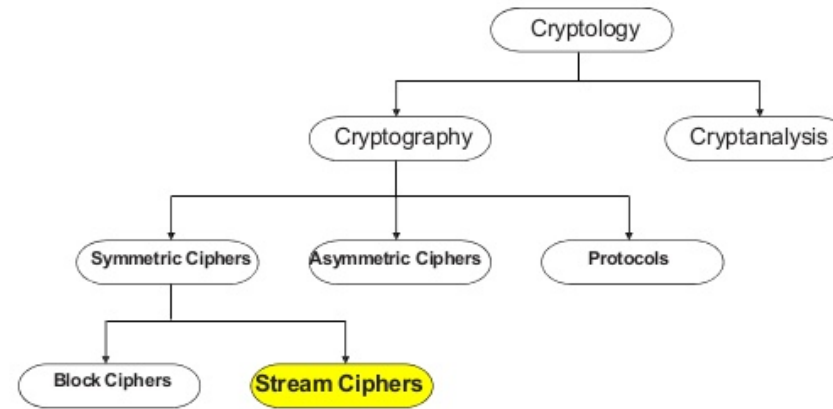 Cryptology
Cryptography
Cryptanalysis
Symmetric Ciphers
Asymmetric Ciphers
Protocols
Block Ciphers
Stream Ciphers